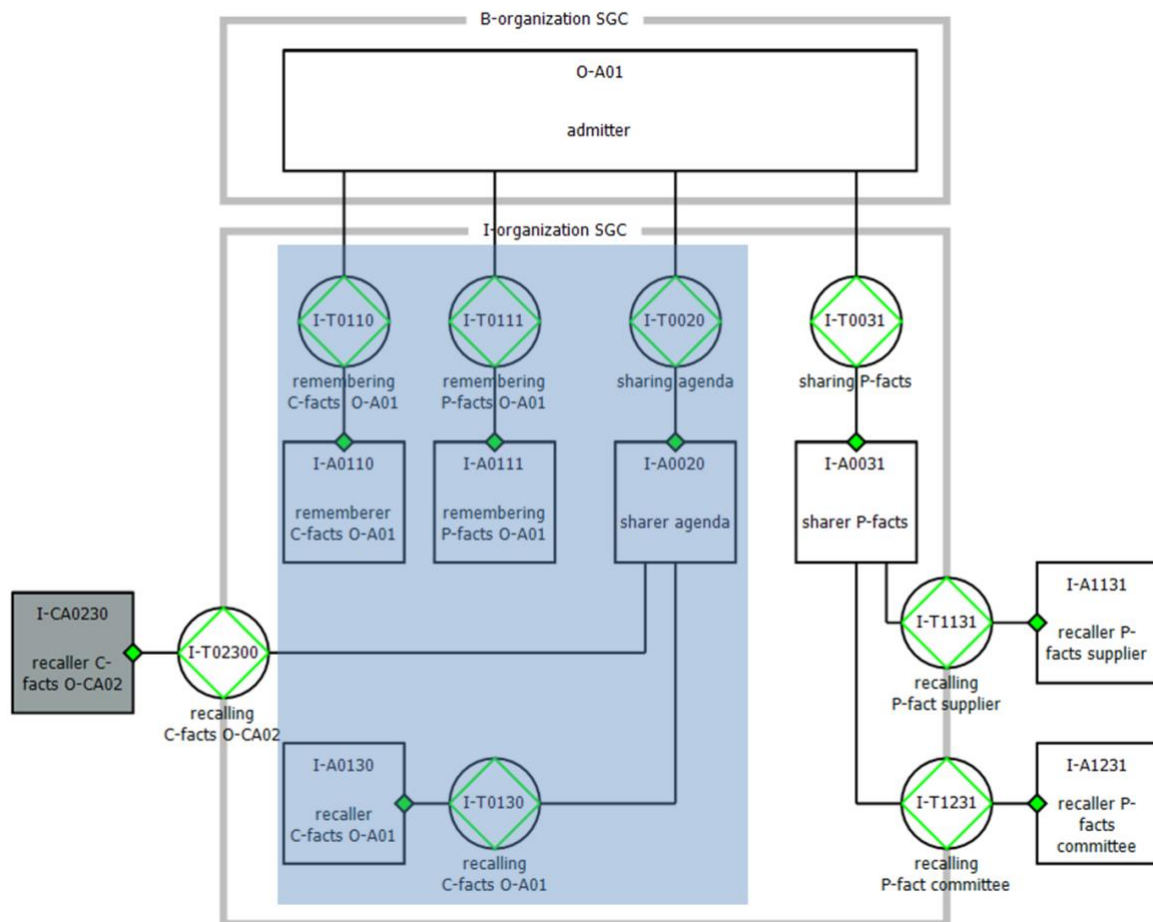 B-organization SGC
O-A01
admitter
I-organization SGC
I-T0110
I-T0111
I-T0020
I-T0031
remembering
C-facts O-A01
remembering
P-facts O-A01
sharing agenda
sharing P-facts
I-A0110
rememberer
C-facts O-A01
I-A0111
remembering
P-facts O-A01
I-A0020
sharer agenda
I-A0031
sharer P-facts
I-CA0230
recaller C-
facts O-CA02
I-T02300
recalling
C-facts O-CA02
I-T1131
recalling
P-fact supplier
I-A1131
recaller P-
facts supplier
I-A0130
recaller
C-facts O-A01
I-T0130
recalling
C-facts O-A01
I-T1231
recalling
P-fact committee
I-A1231
recaller P-
facts
committee